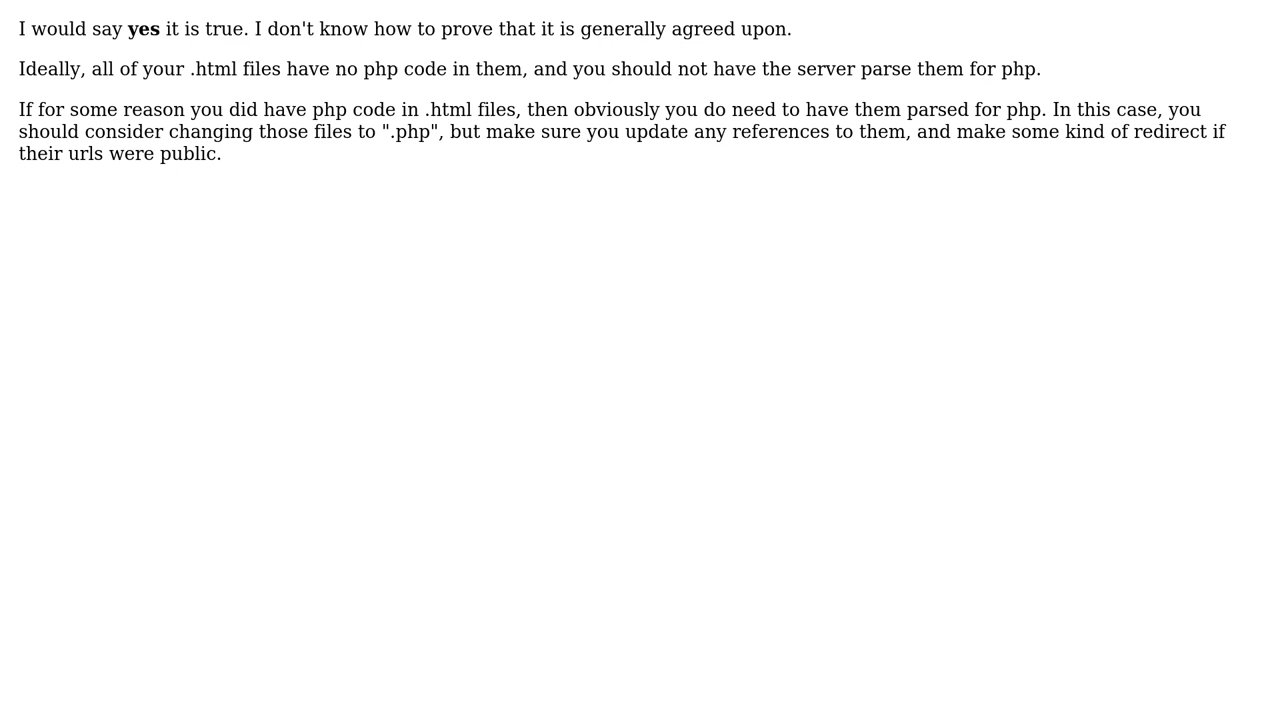 I would say yes it is true. I don't know how to prove that it is generally agreed upon.
Ideally, all of your .html files have no php code in them, and you should not have the server parse them for php.
If for some reason you did have php code in .html files, then obviously you do need to have them parsed for php. In this case, you
should consider changing those files to ".php", but make sure you update any references to them, and make some kind of redirect if
their urls were public.